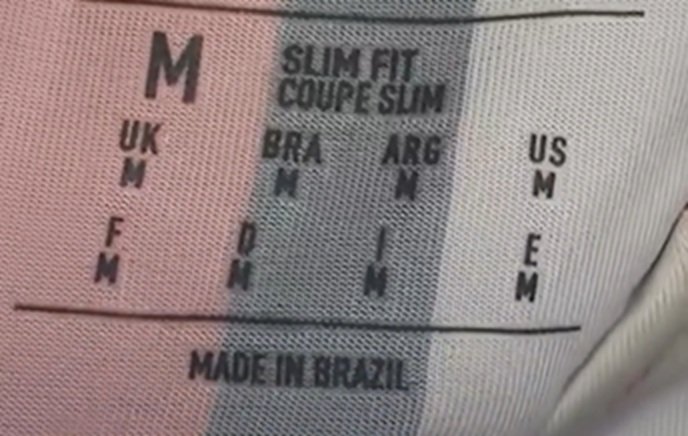 M SLIM FIT
COUPE SLIM
UK BRA ARG US
M M M M
F D I E
M M M M
MADE IN BRAZIL